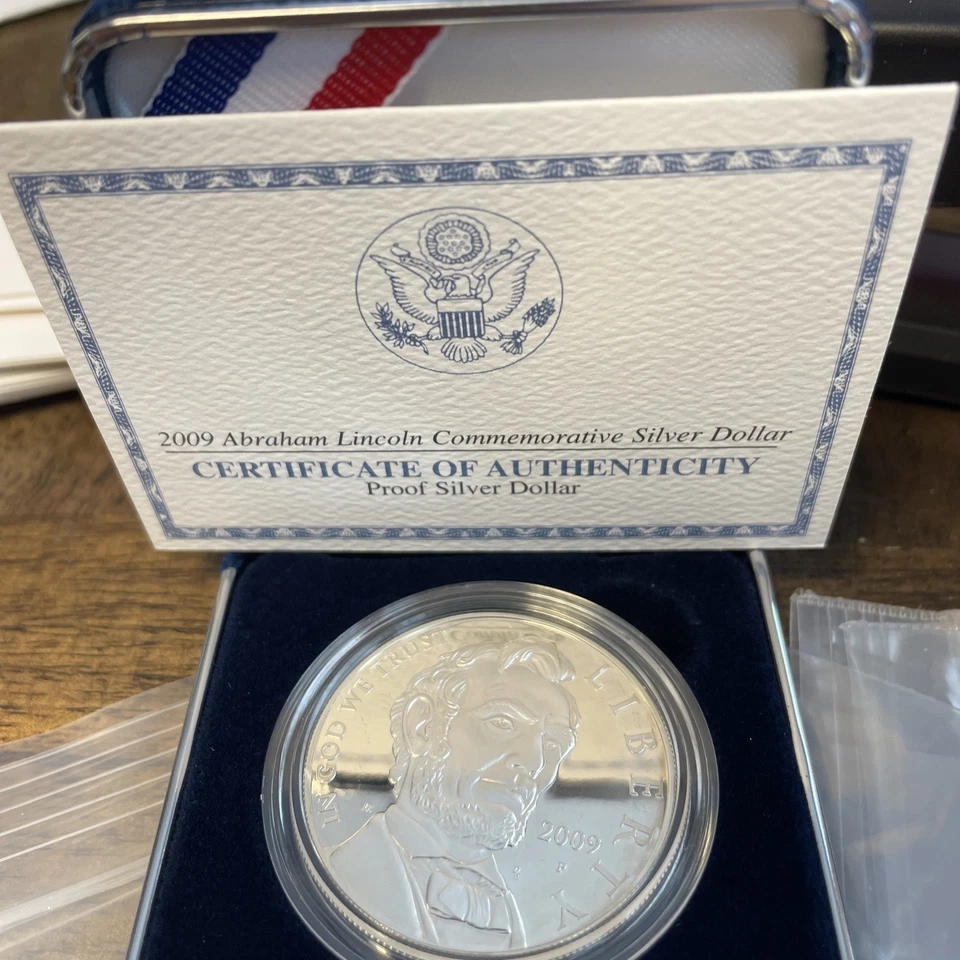 2009 Abraham Lincoln Commemorative Silver Dollar
CERTIFICATE OF AUTHENTICITY
Proof Silver Dollar
IN GOD WE TRUST
LIBERTY
2009
P